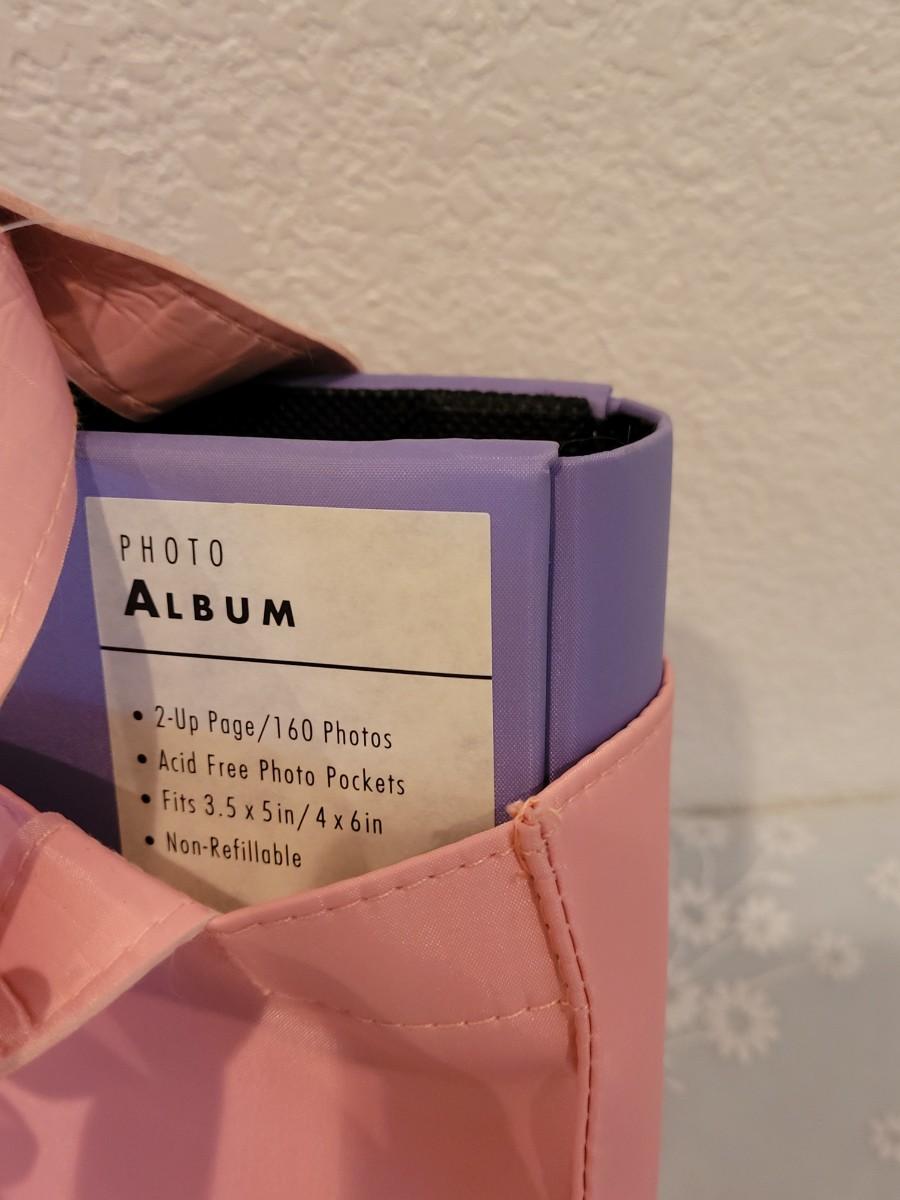 PHOTO
ALBUM
• 2-Up Page/160 Photos
• Acid Free Photo Pockets
• Fits 3.5 x 5in/4 x 6in
• Non-Refillable